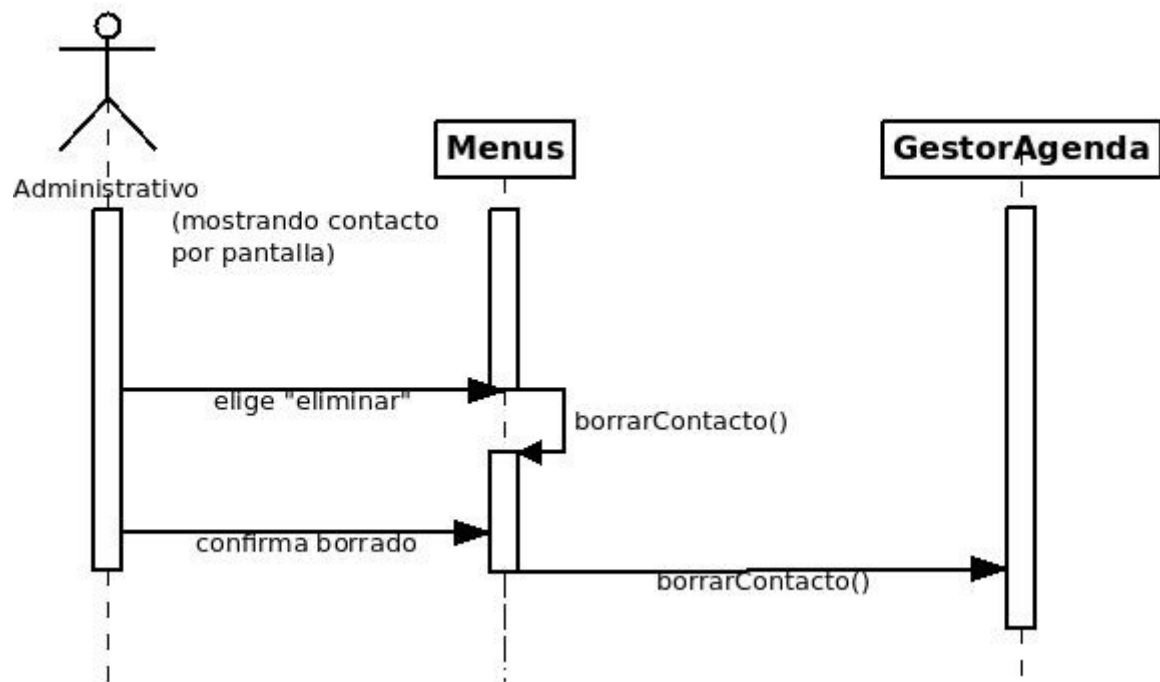 Menus
GestorAgenda
Administrativo
(mostrando contacto
por pantalla)
elige "eliminar"
borrarContacto()
confirma borrado
borrarContacto()